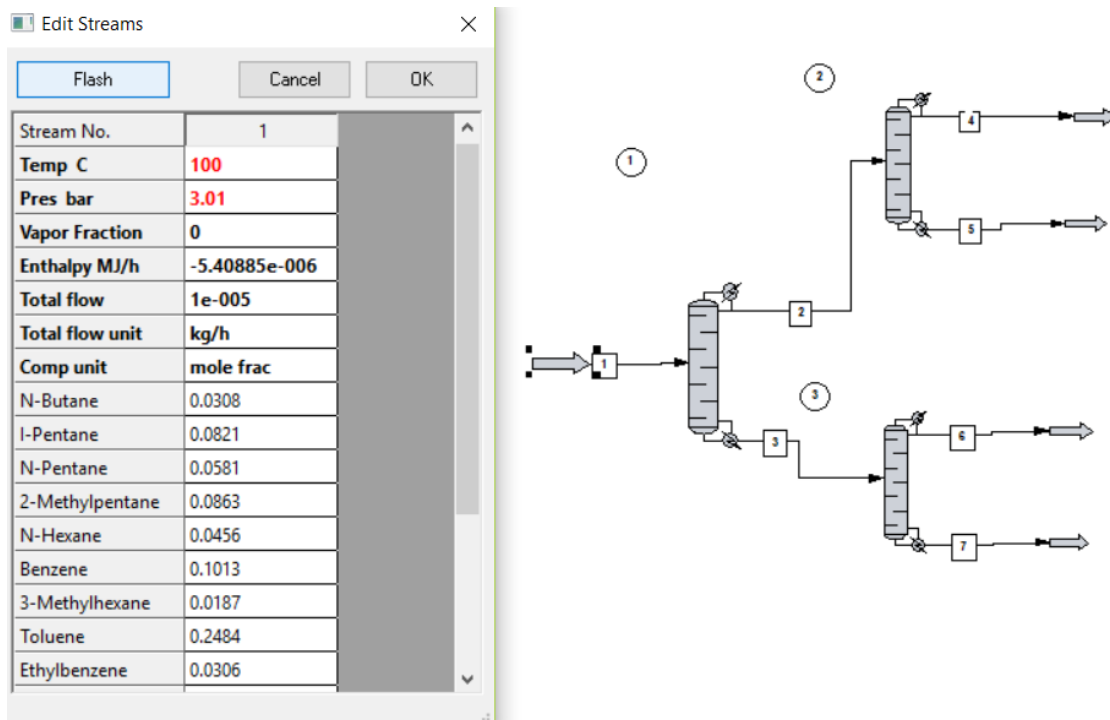 Edit Streams
Flash Cancel OK
Stream No. 1
Temp C 100
Pres bar 3.01
Vapor Fraction 0
Enthalpy MJ/h -5.40885e-006
Total flow 1e-005
Total flow unit kg/h
Comp unit mole frac
N-Butane 0.0308
I-Pentane 0.0821
N-Pentane 0.0581
2-Methylpentane 0.0863
N-Hexane 0.0456
Benzene 0.1013
3-Methylhexane 0.0187
Toluene 0.2484
Ethylbenzene 0.0306
2
4
1
5
2
1
3
3
6
7